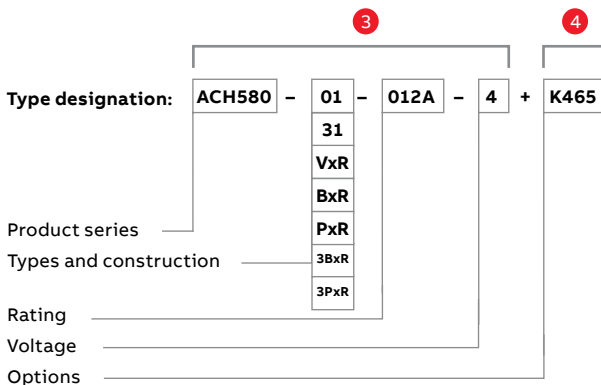 3 4
Type designation: ACH580 – 01 – 012A – 4 + K465
31
VxR
BxR
PxR
Product series
3BxR
Types and construction
3PxR
Rating
Voltage
Options